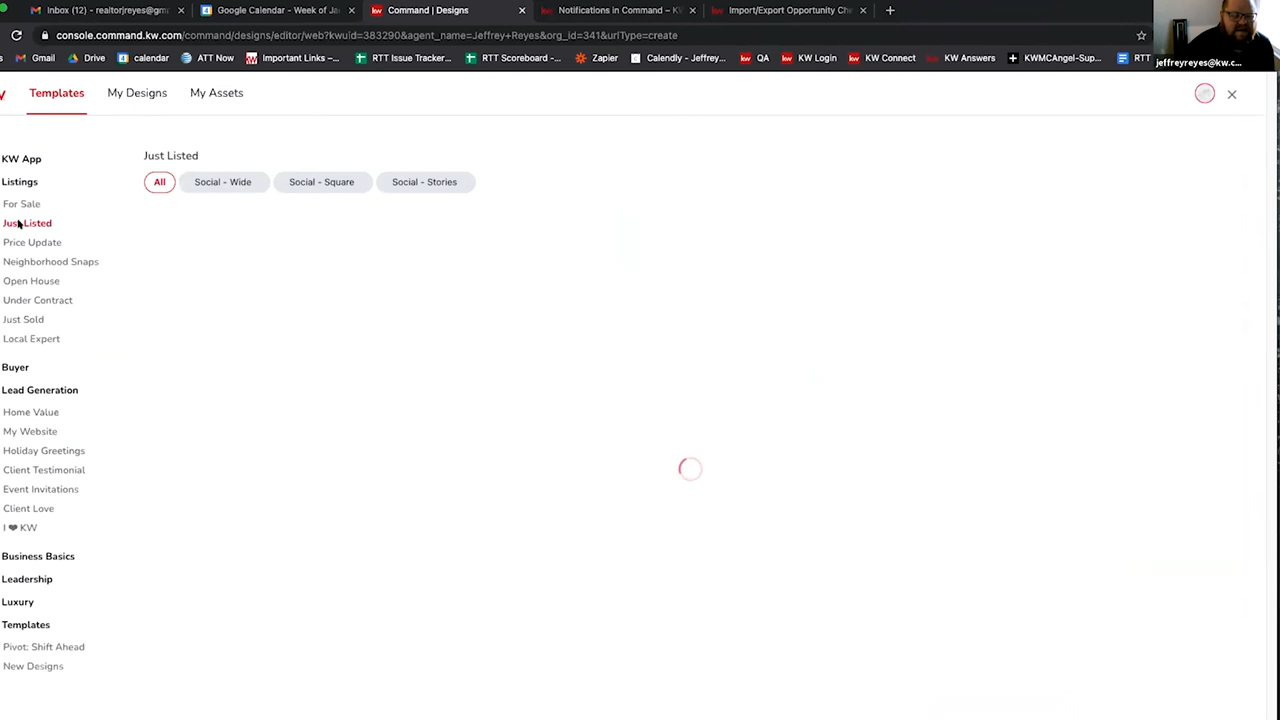 Inbox (12) - realtorjreyes@gma
Google Calendar - Week of Ja
Command | Designs
Notifications in Command – KW
Import/Export Opportunity Che
console.command.kw.com/command/designs/editor/web?kwuid=383290&agent_name=Jeffrey+Reyes&org_id=341&urlType=create
Gmail
Drive
calendar
ATT Now
Important Links –...
RTT Issue Tracker...
RTT Scoreboard -...
Zapier
Calendly - Jeffrey...
QA
KW Login
KW Connect
KW Answers
KWMCAngel-Sup...
RTT
jeffreyreyes@kw.c...
Templates
My Designs
My Assets
KW App
Listings
For Sale
Just Listed
Price Update
Neighborhood Snaps
Open House
Under Contract
Just Sold
Local Expert
Buyer
Lead Generation
Home Value
My Website
Holiday Greetings
Client Testimonial
Event Invitations
Client Love
I ❤ KW
Business Basics
Leadership
Luxury
Templates
Pivot: Shift Ahead
New Designs
Just Listed
All
Social - Wide
Social - Square
Social - Stories